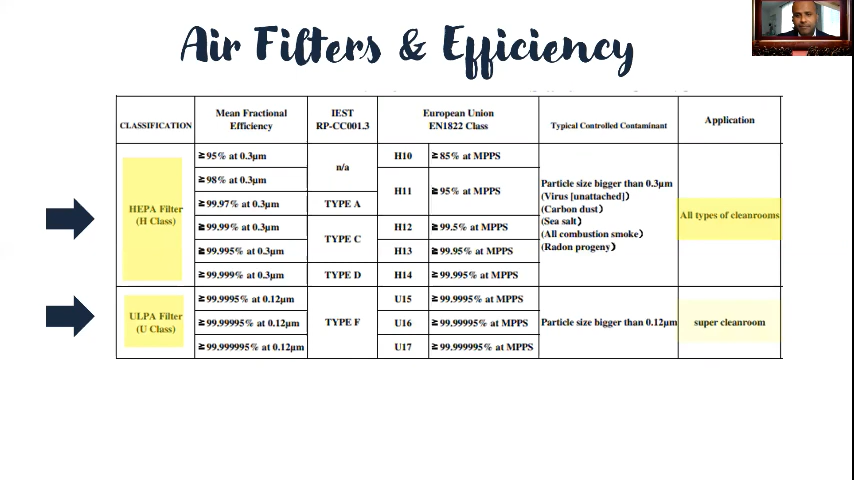 Air Filters & Efficiency
CLASSIFICATION
Mean Fractional
Efficiency
IEST
RP-CC001.3
European Union
EN1822 Class
Typical Controlled Contaminant
Application
HEPA Filter
(H Class)
≧95% at 0.3μm
≧98% at 0.3μm
≧99.97% at 0.3μm
≧99.99% at 0.3μm
≧99.995% at 0.3μm
≧99.999% at 0.3μm
n/a
TYPE A
TYPE C
TYPE D
H10 ≧85% at MPPS
H11 ≧95% at MPPS
H12 ≧99.5% at MPPS
H13 ≧99.95% at MPPS
H14 ≧99.995% at MPPS
Particle size bigger than 0.3μm
(Virus [unattached])
(Carbon dust)
(Sea salt)
(All combustion smoke)
(Radon progeny)
All types of cleanrooms
ULPA Filter
(U Class)
≧99.9995% at 0.12μm
≧99.99995% at 0.12μm
≧99.999995% at 0.12μm
TYPE F
U15 ≧99.9995% at MPPS
U16 ≧99.99995% at MPPS
U17 ≧99.999995% at MPPS
Particle size bigger than 0.12μm
super cleanroom